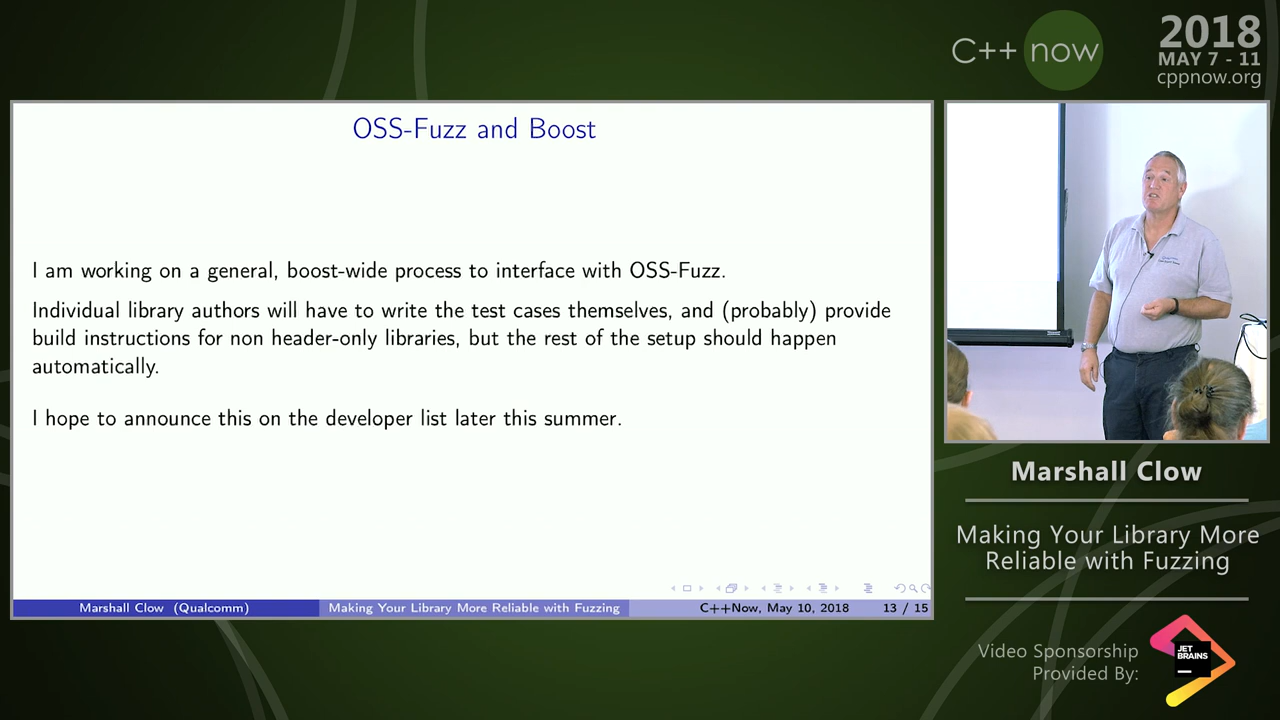 C++ now
2018
MAY 7 - 11
cppnow.org
OSS-Fuzz and Boost
I am working on a general, boost-wide process to interface with OSS-Fuzz.
Individual library authors will have to write the test cases themselves, and (probably) provide
build instructions for non header-only libraries, but the rest of the setup should happen
automatically.
I hope to announce this on the developer list later this summer.
Marshall Clow (Qualcomm)
Making Your Library More Reliable with Fuzzing
C++Now, May 10, 2018
13 / 15
Marshall Clow
Making Your Library More
Reliable with Fuzzing
Video Sponsorship
Provided By:
JET
BRAINS